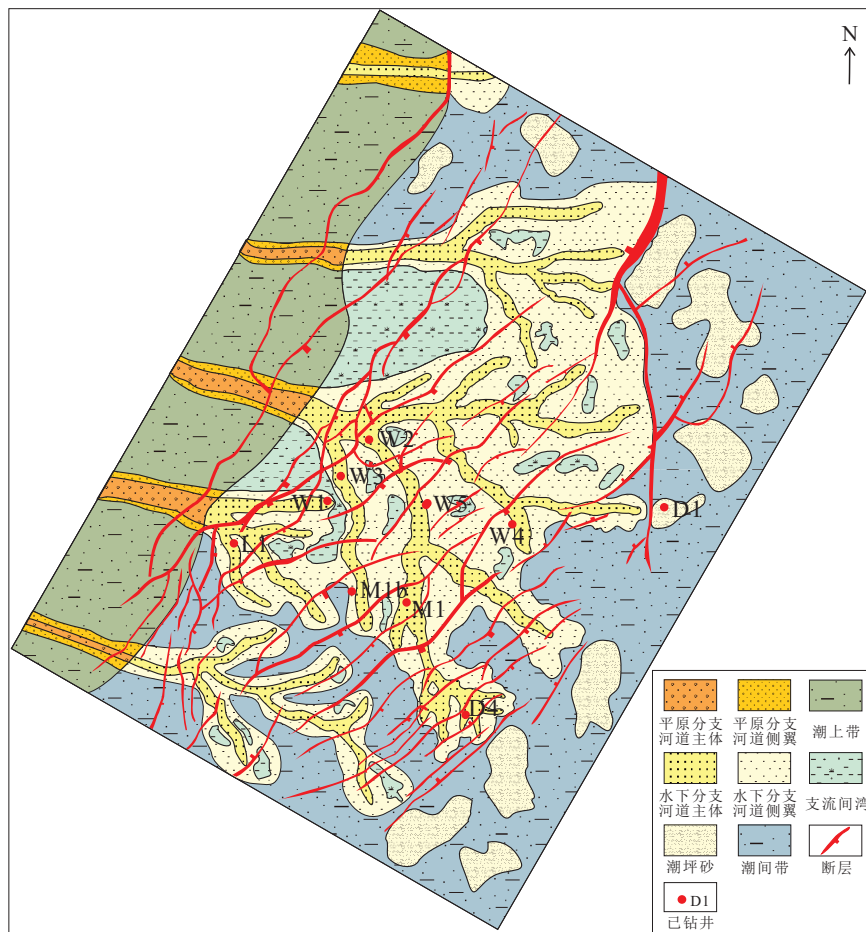 N
W2
W3
W1
W5
D1
W4
L1
M1b
M1
D4
平原分支
河道主体
平原分支
河道侧翼
潮上带
水下分支
河道主体
水下分支
河道侧翼
支流间湾
潮坪砂
潮间带
断层
D1
已钻井